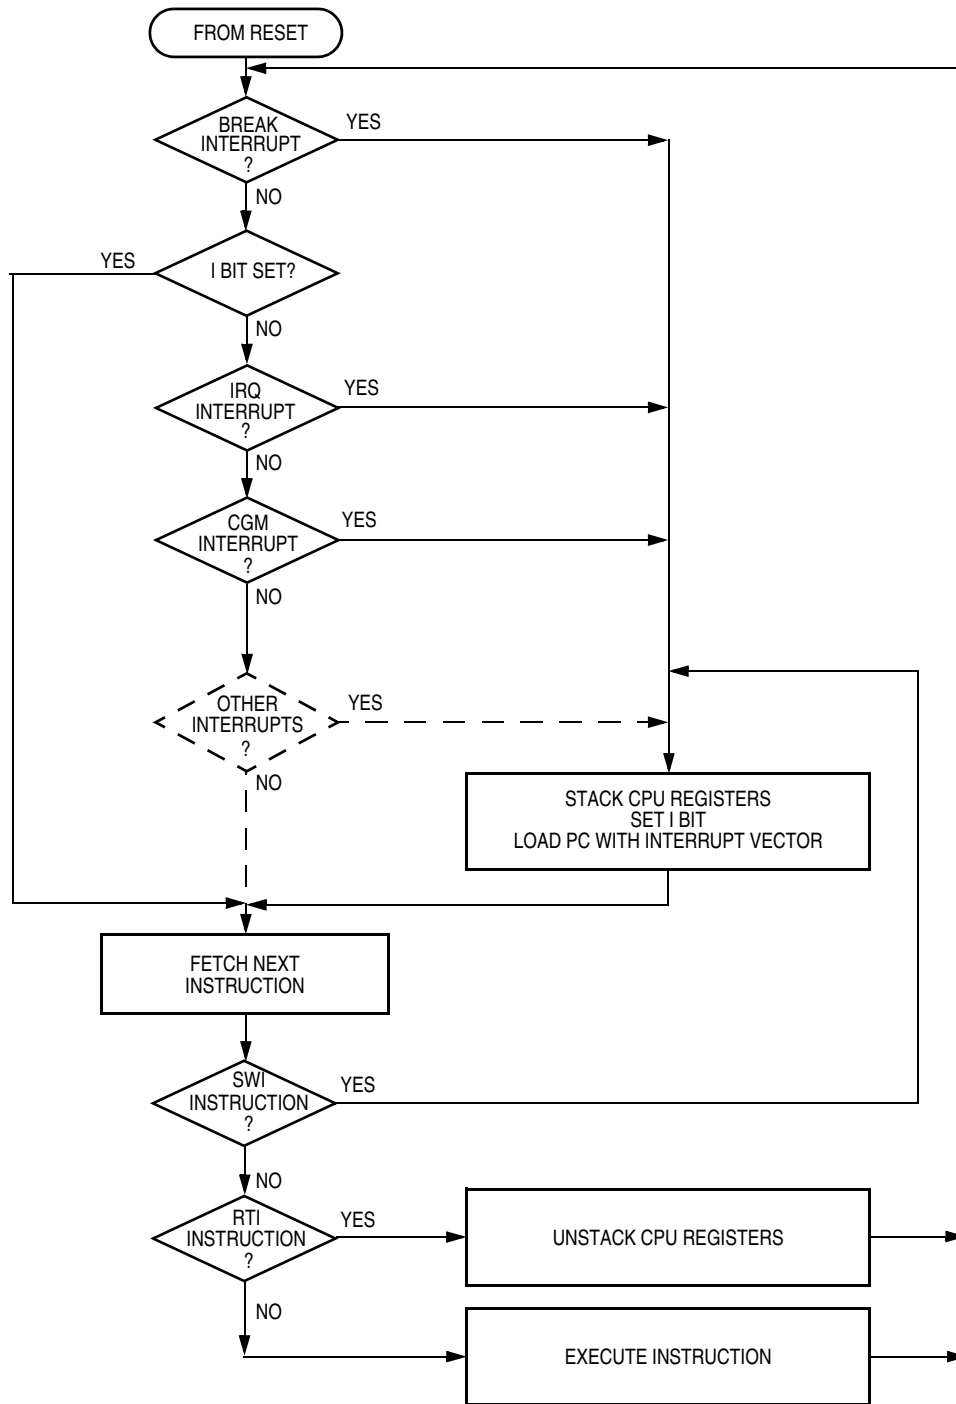 FROM RESET
BREAK
INTERRUPT
?
YES
NO
YES
I BIT SET?
NO
IRQ
INTERRUPT
?
YES
NO
CGM
INTERRUPT
?
YES
NO
OTHER
INTERRUPTS
?
YES
NO
STACK CPU REGISTERS
SET I BIT
LOAD PC WITH INTERRUPT VECTOR
FETCH NEXT
INSTRUCTION
SWI
INSTRUCTION
?
YES
NO
RTI
INSTRUCTION
?
YES
UNSTACK CPU REGISTERS
NO
EXECUTE INSTRUCTION